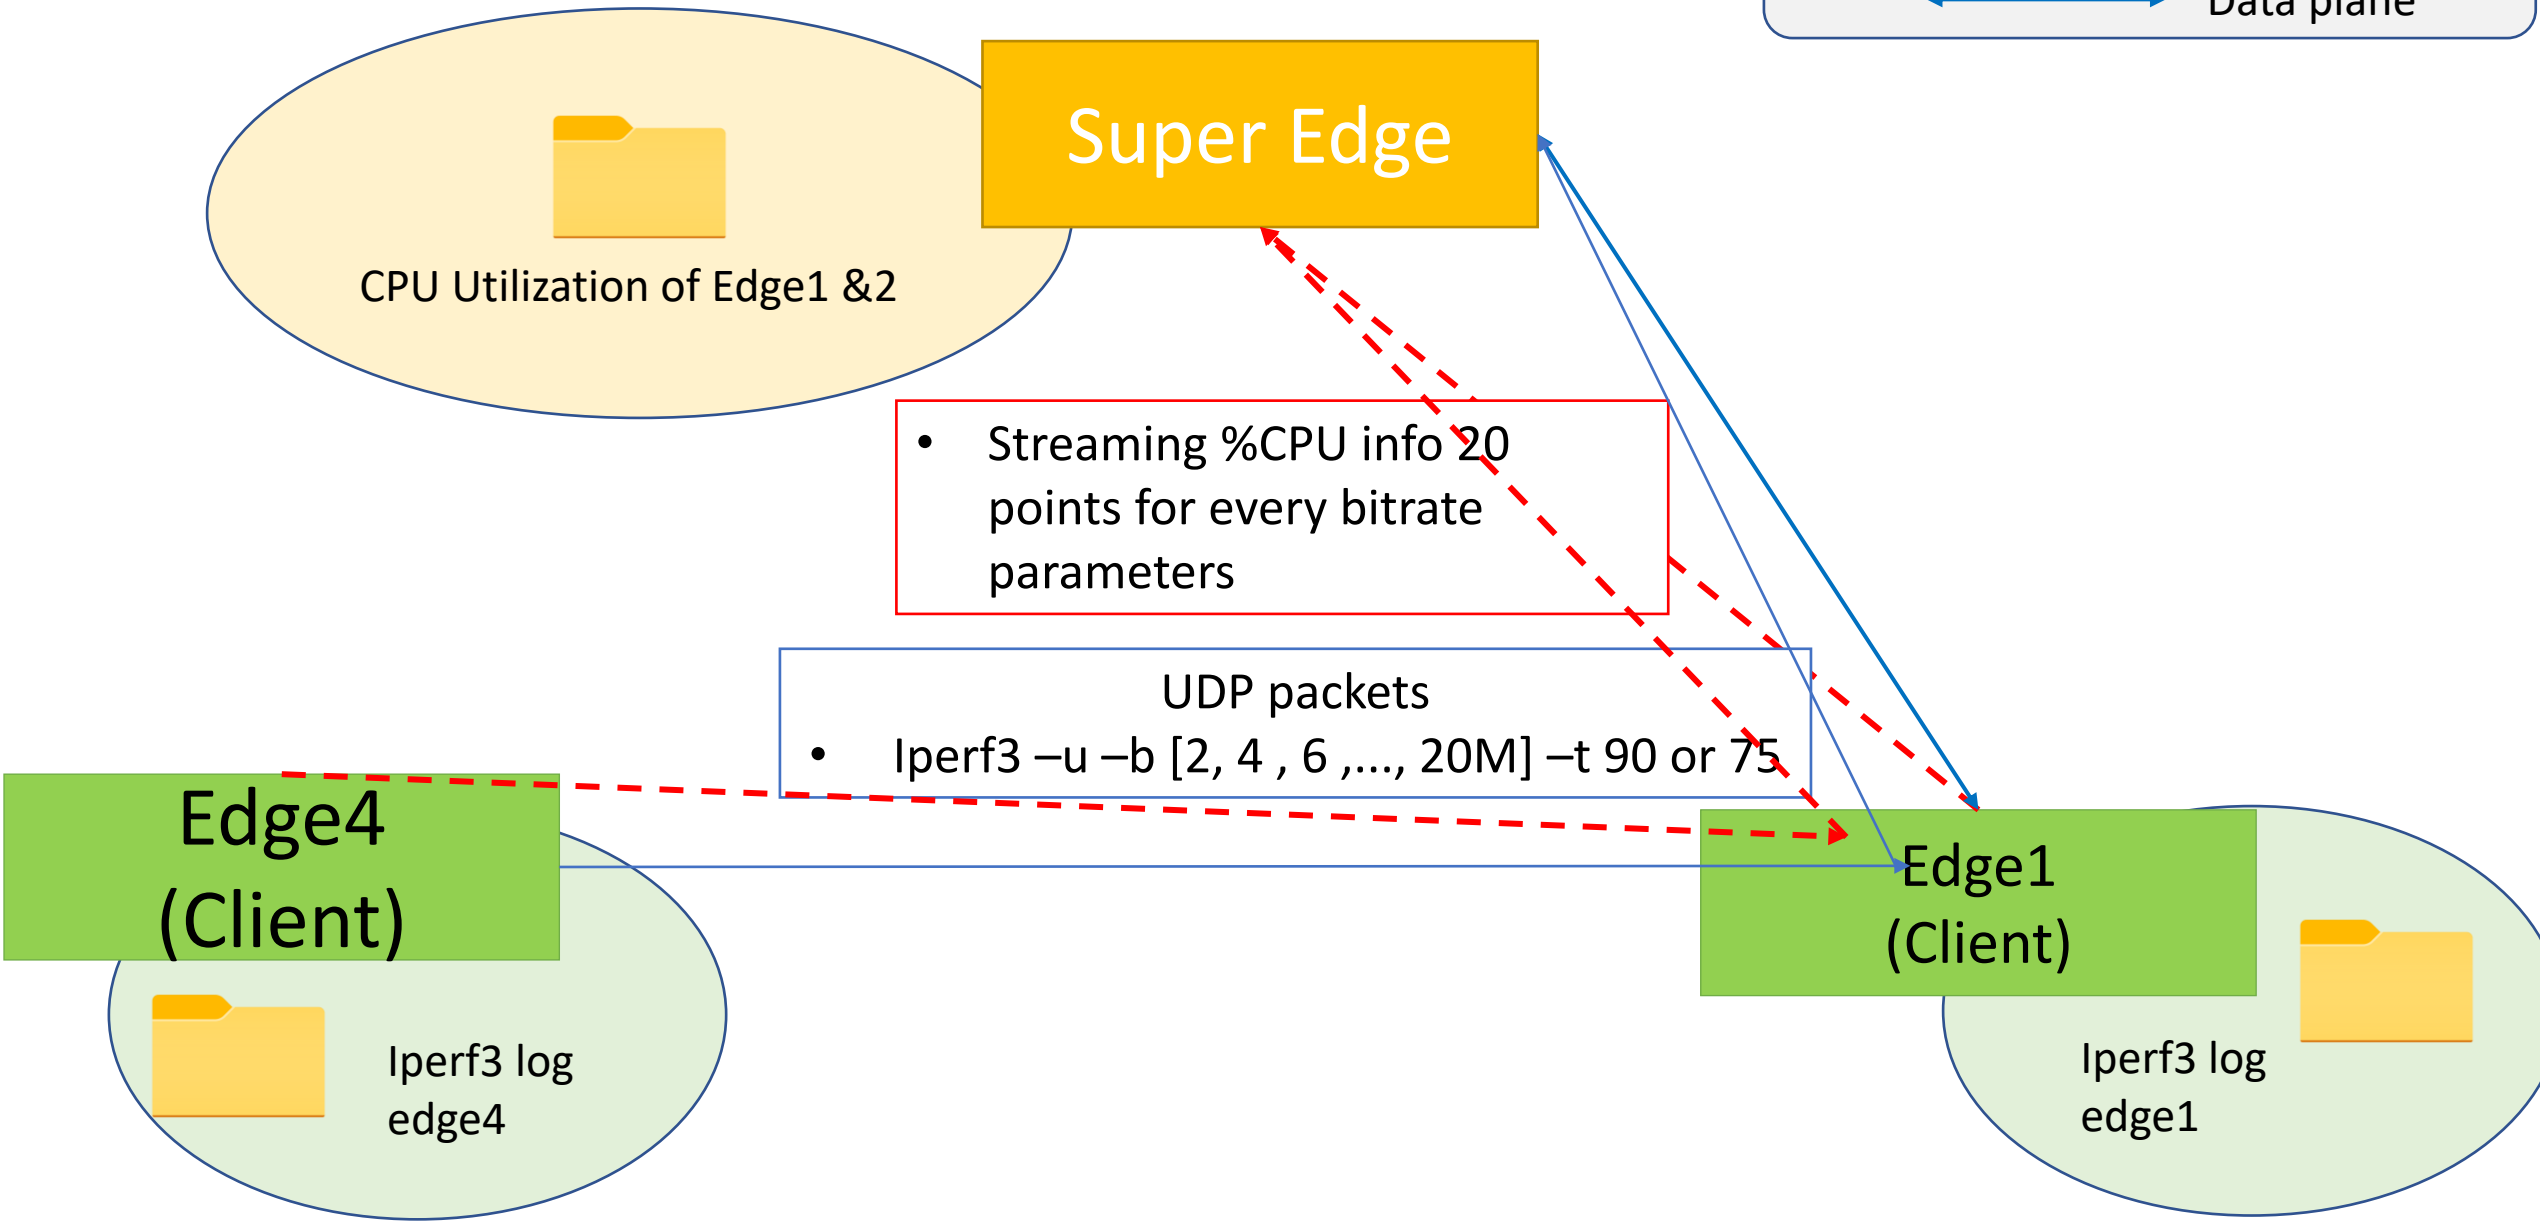 Data plane
Super Edge
CPU Utilization of Edge1 &2
• Streaming %CPU info 20
points for every bitrate
parameters
UDP packets
• Iperf3 –u –b [2, 4 , 6 ,..., 20M] –t 90 or 75
Edge4
(Client)
Edge1
(Client)
Iperf3 log
edge4
Iperf3 log
edge1